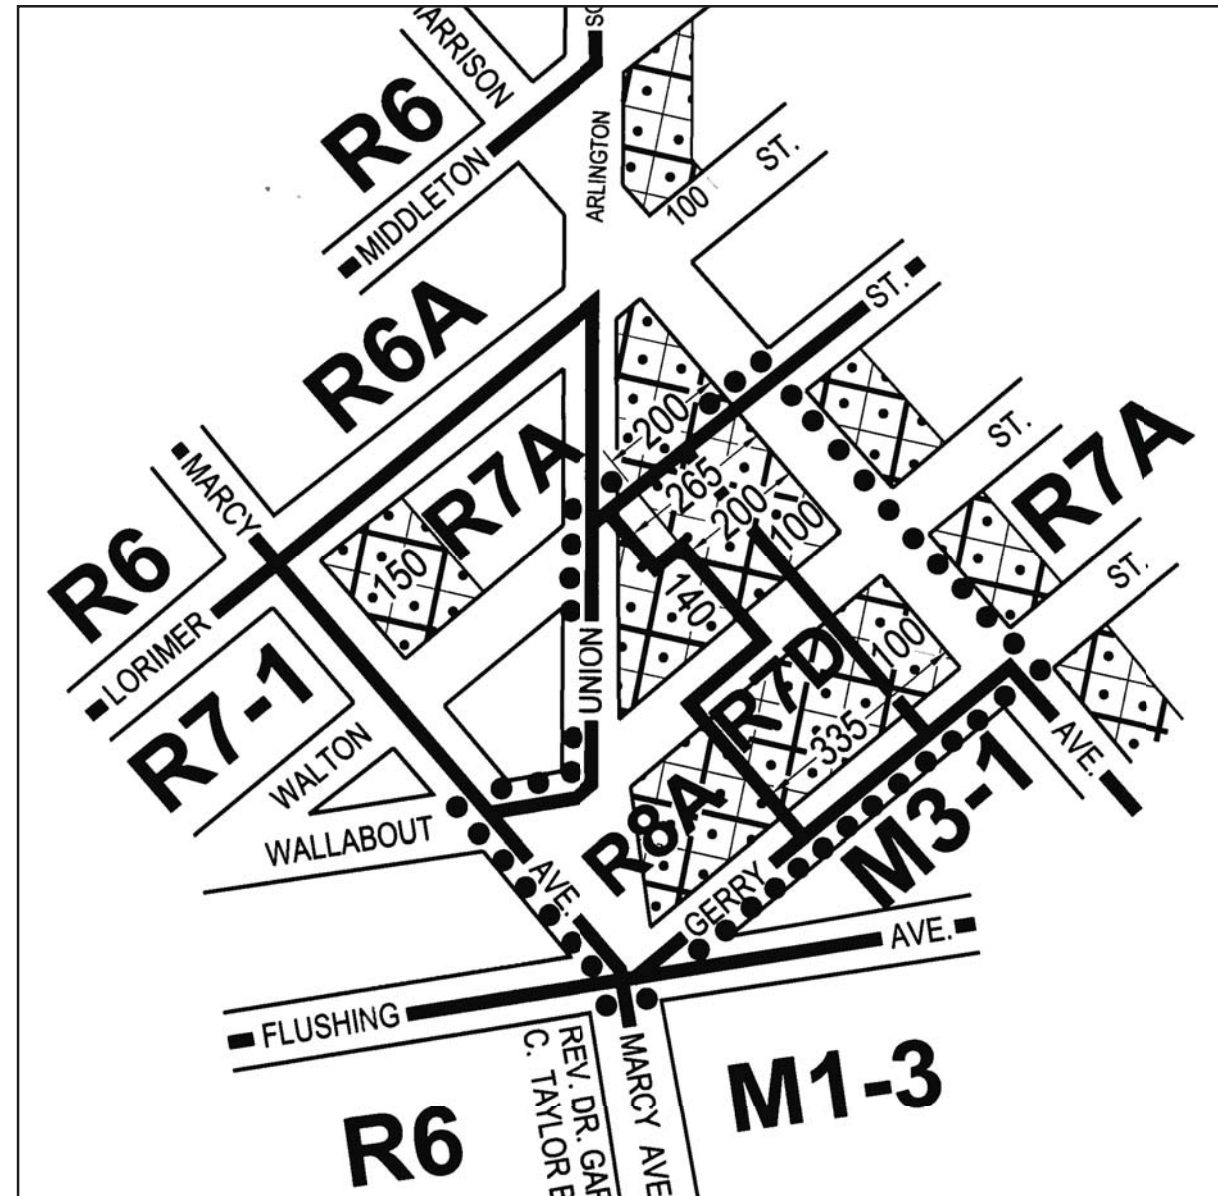 HARRISON
SC
R6
ARLINGTON
MIDDLETON
ST.
100
R6A
ST.
MARCY
200
R7A
265
200
100
ST.
R7A
R6
150
140
ST.
LORIMER
UNION
100
R7-1
R7D
WALTON
335
AVE.
M3-1
WALLABOUT
R8A
AVE.
GERRY
AVE.
FLUSHING
REV. DR. GAR
C. TAYLOR B
MARCY AVE
M1-3
R6